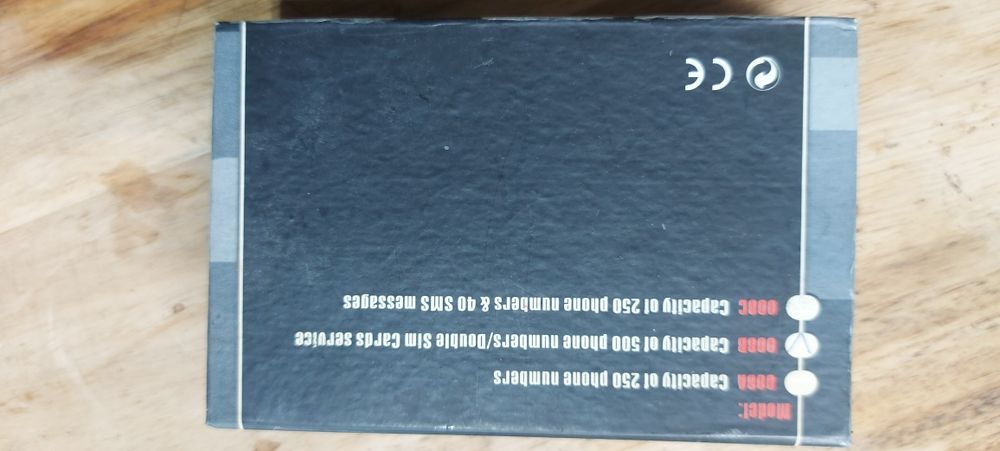 Model:
008A Capacity of 250 phone numbers
008B Capacity of 500 phone numbers/Double Sim Cards service
008C Capacity of 250 phone numbers & 40 SMS messages
CE